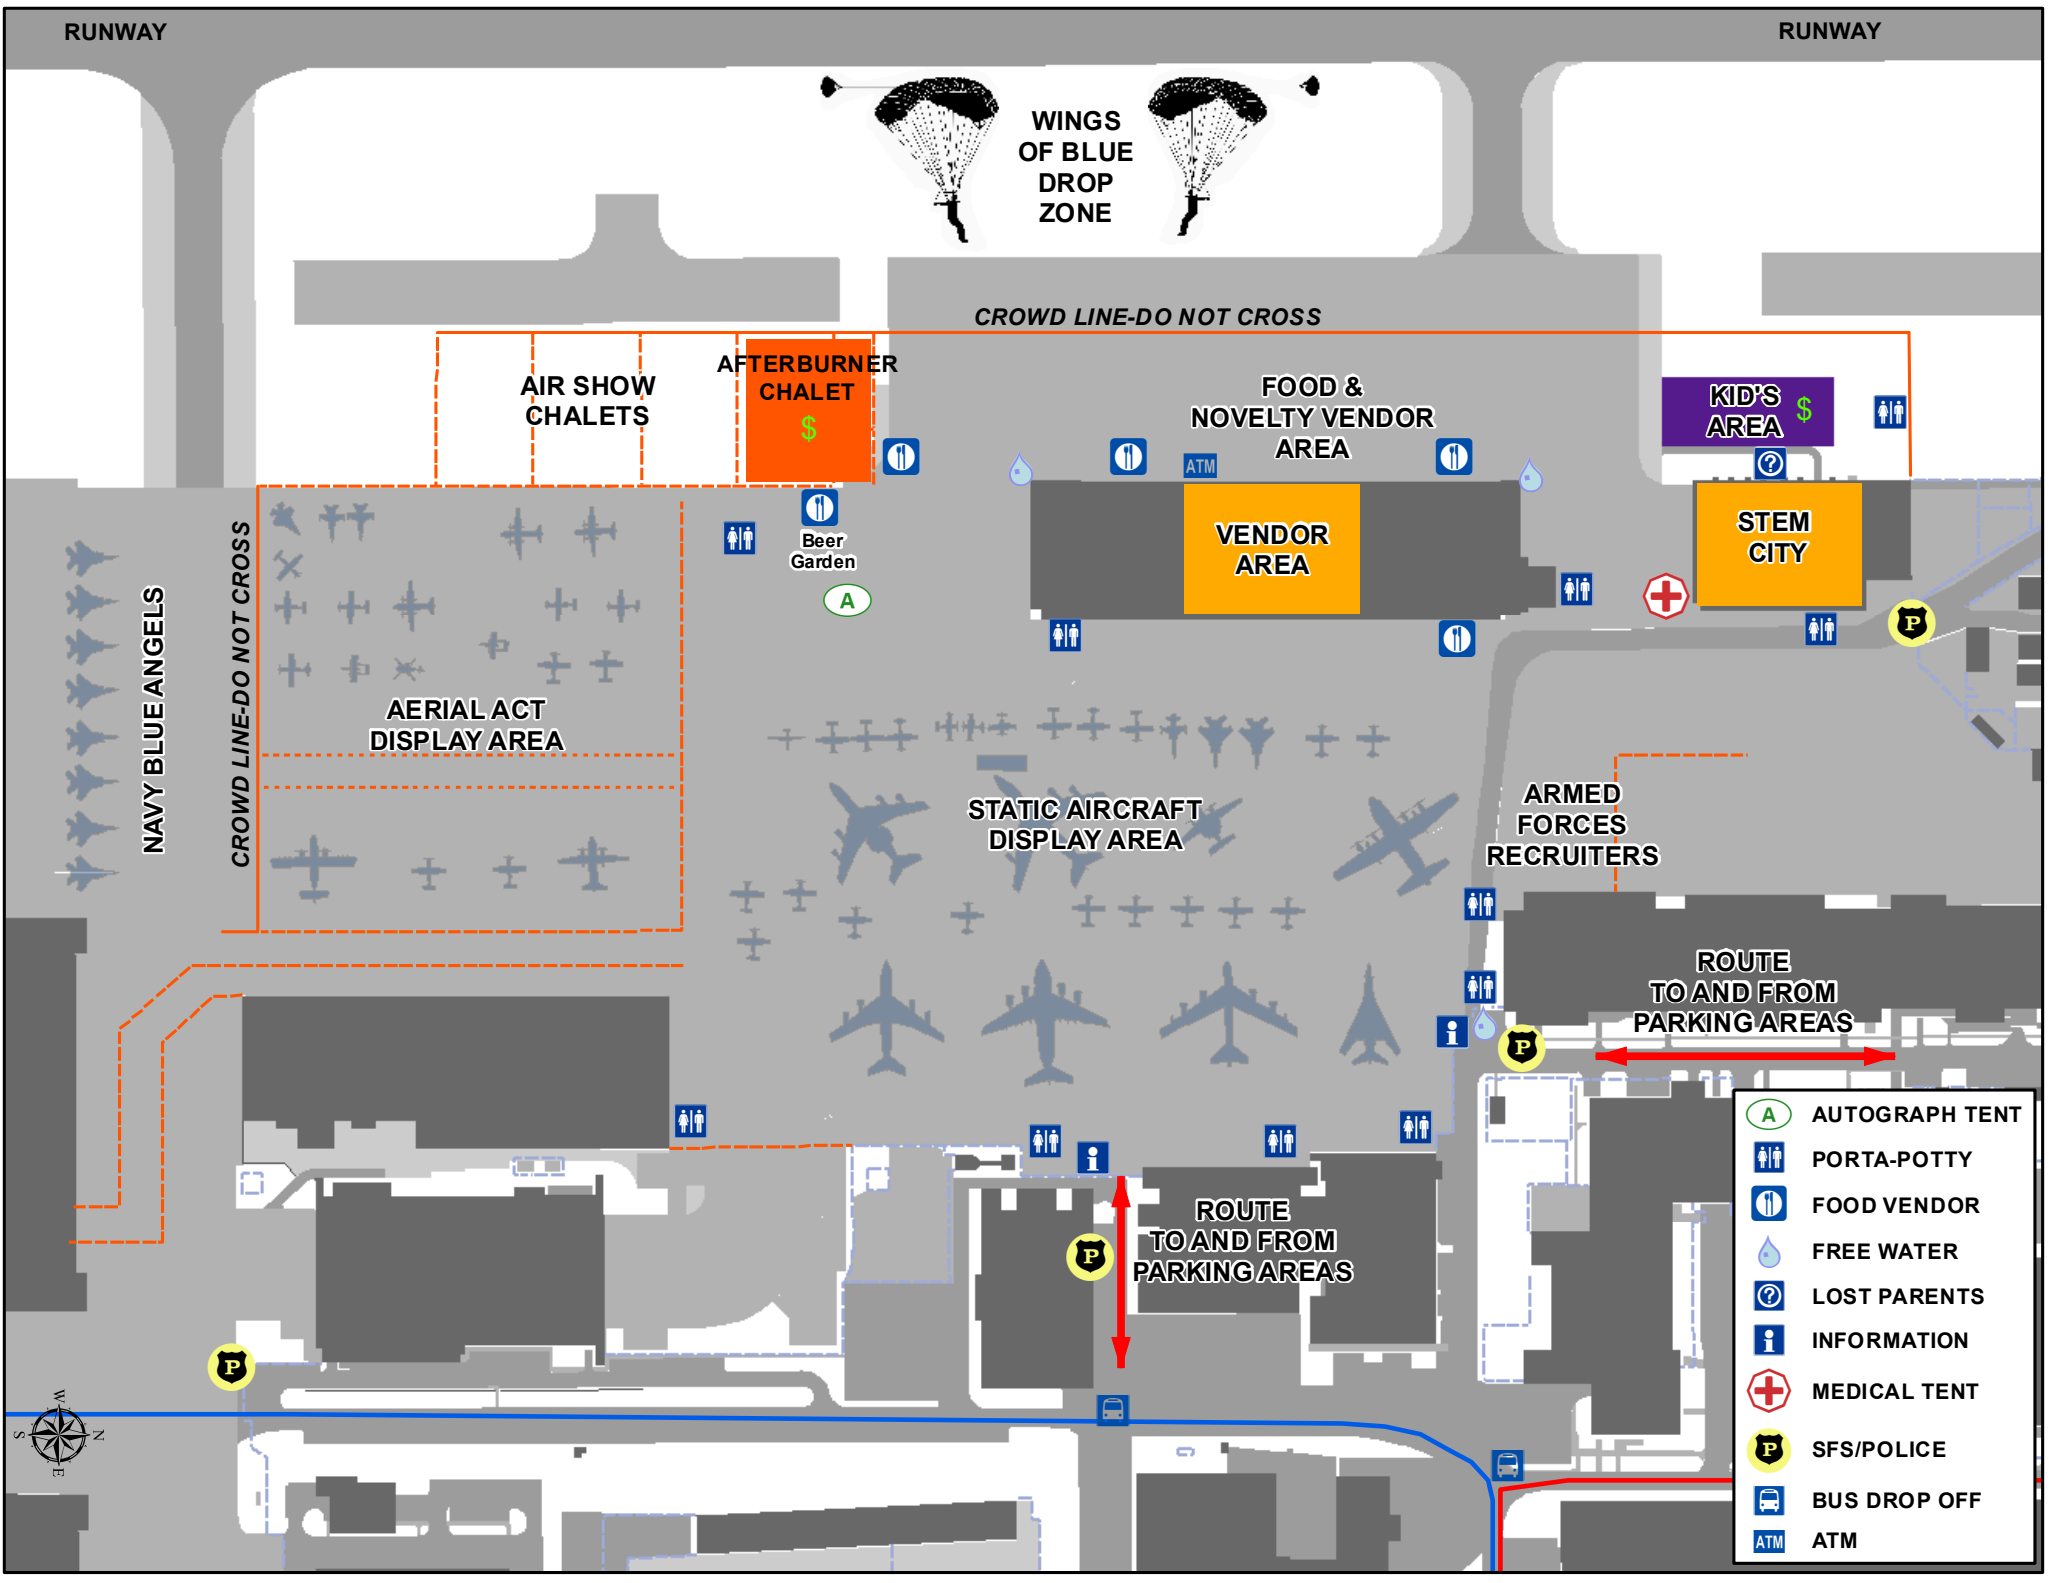 RUNWAY
RUNWAY
WINGS
OF BLUE
DROP
ZONE
CROWD LINE-DO NOT CROSS
AIR SHOW
CHALETS
AFTERBURNER
CHALET
$
FOOD &
NOVELTY VENDOR
AREA
KID'S
AREA
$
ATM
?
Beer
Garden
A
VENDOR
AREA
STEM
CITY
P
NAVY BLUE ANGELS
CROWD LINE-DO NOT CROSS
AERIAL ACT
DISPLAY AREA
STATIC AIRCRAFT
DISPLAY AREA
ARMED
FORCES
RECRUITERS
ROUTE
TO AND FROM
PARKING AREAS
i
P
i
ROUTE
TO AND FROM
PARKING AREAS
P
P
W
S
N
E
A AUTOGRAPH TENT
PORTA-POTTY
FOOD VENDOR
FREE WATER
? LOST PARENTS
i INFORMATION
MEDICAL TENT
P SFS/POLICE
BUS DROP OFF
ATM ATM